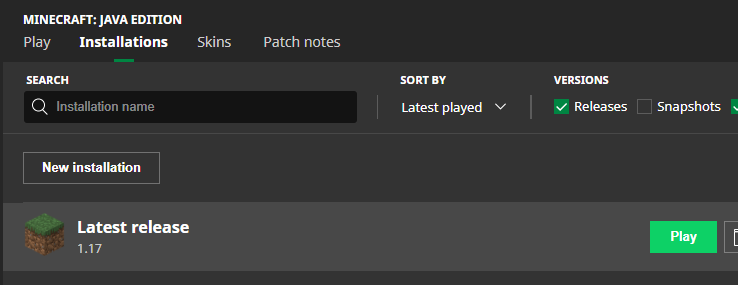 MINECRAFT: JAVA EDITION
Play Installations Skins Patch notes
SEARCH SORT BY VERSIONS
Installation name Latest played Releases Snapshots
New installation
Latest release
1.17
Play